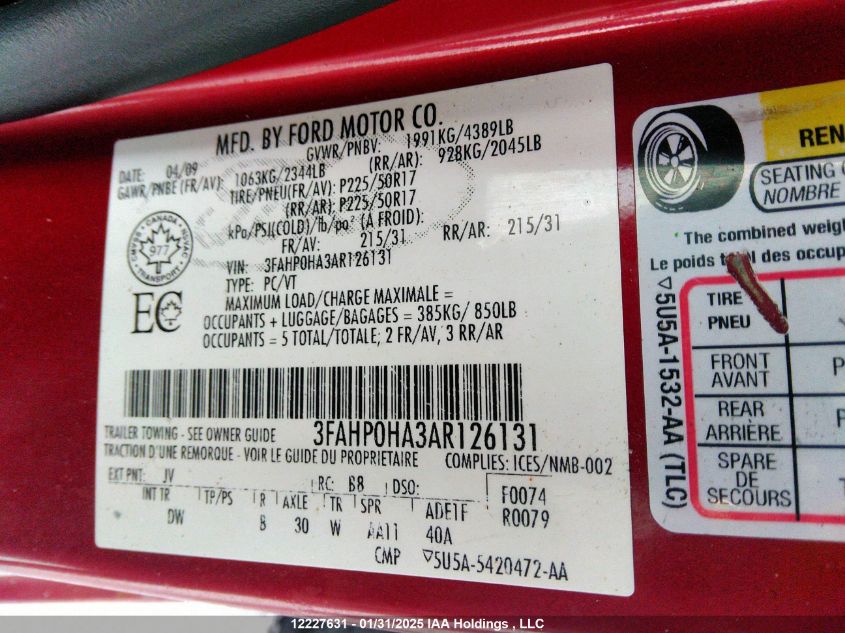 MFD. BY FORD MOTOR CO.
DATE: 04/09 GVWR/PNBV: 1991KG/4389LB
GAWR/PNBE (FR/AV): 1063KG/2344LB (RR/AR): 928KG/2045LB
TIRE/PNEU(FR/AV): P225/50R17
(RR/AR): P225/50R17
kPa/PSI(COLD)/lb/po² (A FROID):
FR/AV: 215/31 RR/AR: 215/31
VIN: 3FAHP0HA3AR126131
TYPE: PC/VT
MAXIMUM LOAD/CHARGE MAXIMALE =
OCCUPANTS + LUGGAGE/BAGAGES = 385KG/ 850LB
OCCUPANTS = 5 TOTAL/TOTALE; 2 FR/AV, 3 RR/AR
CANADA
977
TRANSPORT
EC
3FAHP0HA3AR126131
TRAILER TOWING - SEE OWNER GUIDE
TRACTION D'UNE REMORQUE - VOIR LE GUIDE DU PROPRIETAIRE COMPLIES: ICES/NMB-002
EXT PNT: JV RC: B8 DSO: F0074
INT TR TP/PS R AXLE TR SPR R0079
DW B 30 W AA11 ADE1F
40A
CMP ▽5U5A-5420472-AA
REN
SEATING
NOMBRE
The combined weigh
Le poids total des occup
▽5U5A-1532-AA (TLC)
TIRE
PNEU
FRONT
AVANT
P
REAR
ARRIÈRE
P
SPARE
DE
SECOURS
T
12227631 - 01/31/2025 IAA Holdings , LLC